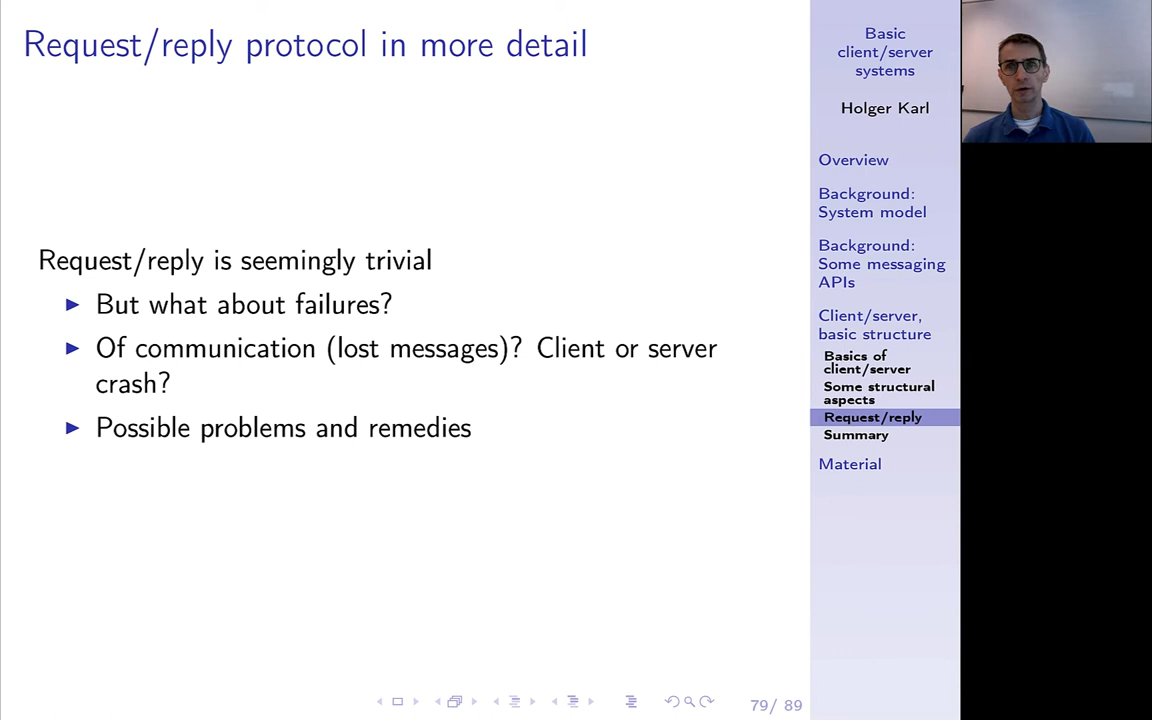 Request/reply protocol in more detail
Request/reply is seemingly trivial
But what about failures?
Of communication (lost messages)? Client or server
crash?
Possible problems and remedies
Basic
client/server
systems
Holger Karl
Overview
Background:
System model
Background:
Some messaging
APIs
Client/server,
basic structure
Basics of
client/server
Some structural
aspects
Request/reply
Summary
Material
79/ 89